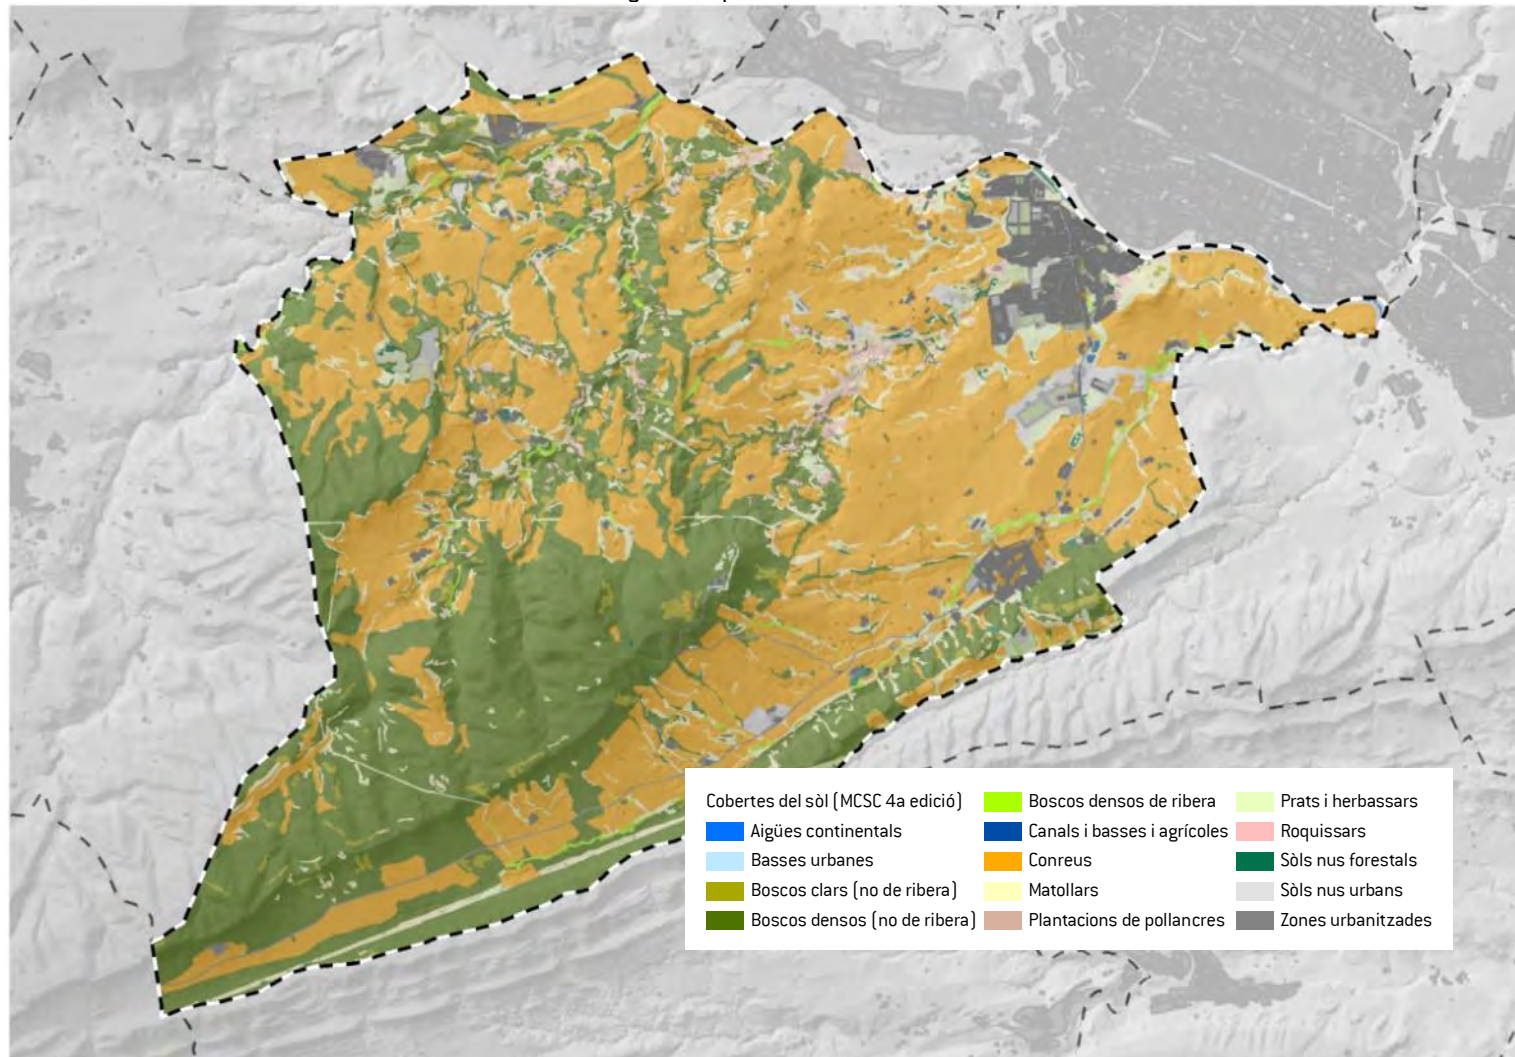 Cobertes del sòl (MCSC 4a edició)
Aigües continentals
Basses urbanes
Boscos clars (no de ribera)
Boscos densos (no de ribera)
Boscos densos de ribera
Canals i basses i agrícoles
Conreus
Matollars
Plantacions de pollancres
Prats i herbassars
Roquissars
Sòls nus forestals
Sòls nus urbans
Zones urbanitzades